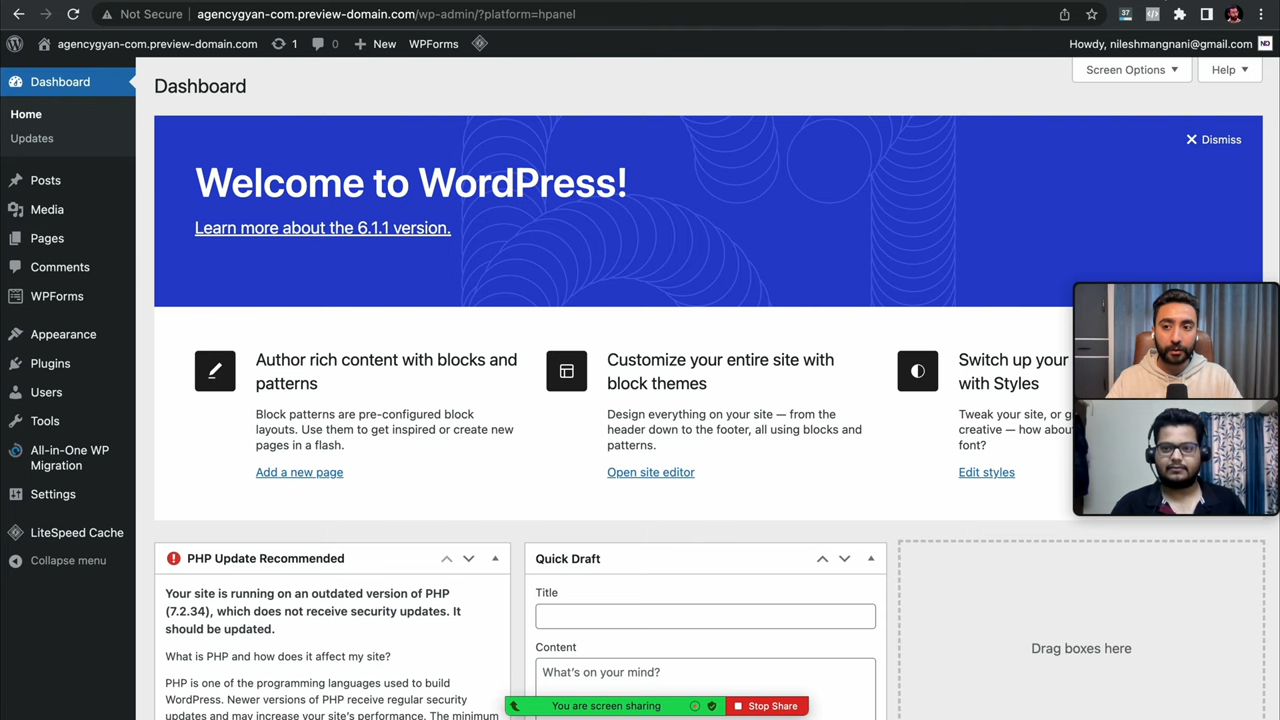 Not Secure
agencygyan-com.preview-domain.com/wp-admin/?platform=hpanel
37
agencygyan-com.preview-domain.com
1
0
New
WPForms
Howdy, nileshmangnani@gmail.com
ND
Dashboard
Home
Updates
Posts
Media
Pages
Comments
WPForms
Appearance
Plugins
Users
Tools
All-in-One WP
Migration
Settings
LiteSpeed Cache
Collapse menu
Screen Options
Help
Dashboard
Dismiss
Welcome to WordPress!
Learn more about the 6.1.1 version.
Author rich content with blocks and
patterns
Block patterns are pre-configured block
layouts. Use them to get inspired or create new
pages in a flash.
Add a new page
Customize your entire site with
block themes
Design everything on your site — from the
header down to the footer, all using blocks and
patterns.
Open site editor
Switch up your
with Styles
Tweak your site, or g
creative — how abou
font?
Edit styles
PHP Update Recommended
Your site is running on an outdated version of PHP
(7.2.34), which does not receive security updates. It
should be updated.
What is PHP and how does it affect my site?
PHP is one of the programming languages used to build
WordPress. Newer versions of PHP receive regular security
updates and may increase your site's performance. The minimum
Quick Draft
Title
Content
What's on your mind?
Drag boxes here
You are screen sharing
Stop Share